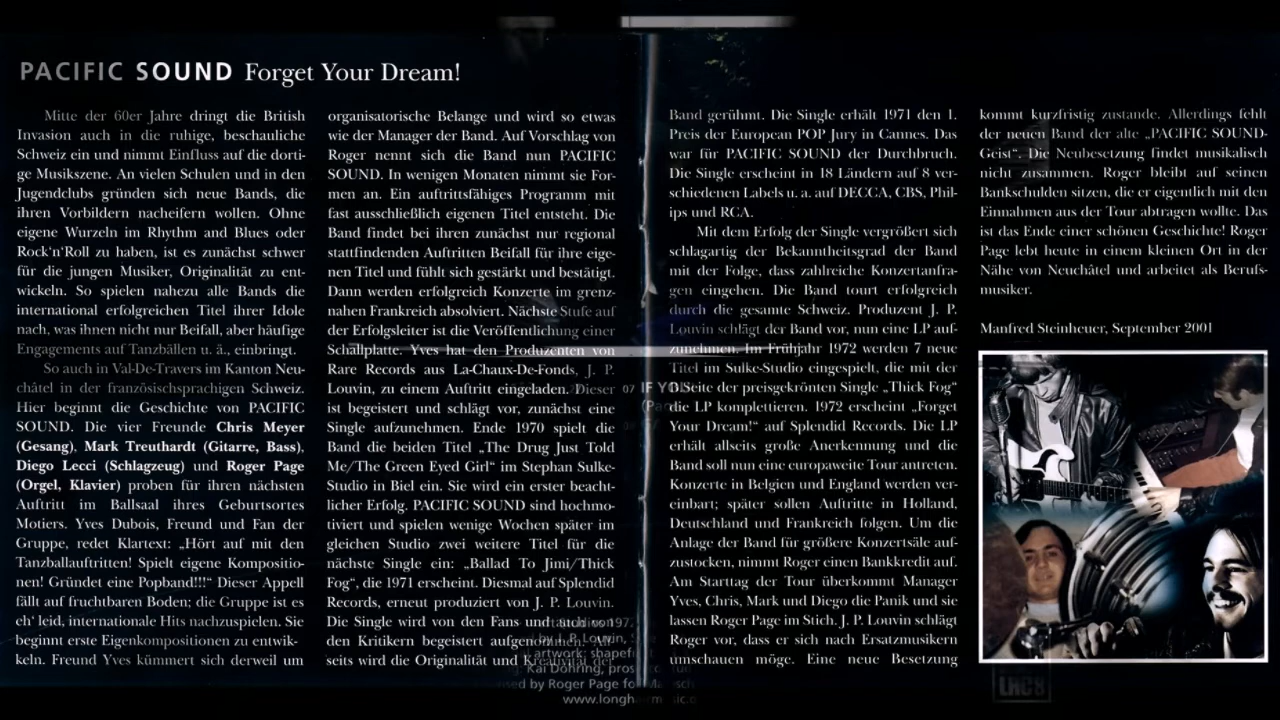 PACIFIC SOUND Forget Your Dream!
Mitte der 60er Jahre dringt die British
Invasion auch in die ruhige, beschauliche
Schweiz ein und nimmt Einfluss auf die dorti-
ge Musikszene. An vielen Schulen und in den
Jugendclubs gründen sich neue Bands, die
ihren Vorbildern nacheifern wollen. Ohne
eigene Wurzeln im Rhythm and Blues oder
Rock'n'Roll zu haben, ist es zunächst schwer
für die jungen Musiker, Originalität zu ent-
wickeln. So spielen nahezu alle Bands die
international erfolgreichen Titel ihrer Idole
nach, was ihnen nicht nur Beifall, aber häufige
Engagements auf Tanzbällen u. ä., einbringt.
So auch in Val-De-Travers im Kanton Neu-
châtel in der französischsprachigen Schweiz.
Hier beginnt die Geschichte von PACIFIC
SOUND. Die vier Freunde Chris Meyer
(Gesang), Mark Treuthardt (Gitarre, Bass),
Diego Lecci (Schlagzeug) und Roger Page
(Orgel, Klavier) proben für ihren nächsten
Auftritt im Ballsaal ihres Geburtsortes
Motiers. Yves Dubois, Freund und Fan der
Gruppe, redet Klartext: „Hört auf mit den
Tanzballauftritten! Spielt eigene Kompositio-
nen! Gründet eine Popband!!!" Dieser Appell
fällt auf fruchtbaren Boden; die Gruppe ist es
eh' leid, internationale Hits nachzuspielen. Sie
beginnt erste Eigenkompositionen zu entwik-
keln. Freund Yves kümmert sich derweil um
organisatorische Belange und wird so etwas
wie der Manager der Band. Auf Vorschlag von
Roger nennt sich die Band nun PACIFIC
SOUND. In wenigen Monaten nimmt sie For-
men an. Ein auftrittsfähiges Programm mit
fast ausschließlich eigenen Titel entsteht. Die
Band findet bei ihren zunächst nur regional
stattfindenden Auftritten Beifall für ihre eige-
nen Titel und fühlt sich gestärkt und bestätigt.
Dann werden erfolgreich Konzerte im grenz-
nahen Frankreich absolviert. Nächste Stufe auf
der Erfolgsleiter ist die Veröffentlichung einer
Schallplatte. Yves hat den Produzenten von
Rare Records aus La-Chaux-De-Fonds, J. P.
Louvin, zu einem Auftritt eingeladen. Dieser
ist begeistert und schlägt vor, zunächst eine
Single aufzunehmen. Ende 1970 spielt die
Band die beiden Titel „The Drug Just Told
Me/The Green Eyed Girl" im Stephan Sulke-
Studio in Biel ein. Sie wird ein erster beacht-
licher Erfolg. PACIFIC SOUND sind hochmo-
tiviert und spielen wenige Wochen später im
gleichen Studio zwei weitere Titel für die
nächste Single ein: „Ballad To Jimi/Thick
Fog", die 1971 erscheint. Diesmal auf Splendid
Records, erneut produziert von J. P. Louvin.
Die Single wird von den Fans und auch von
den Kritikern begeistert aufgenommen.
seits wird die Originalität und Kreativität der
Band gerühmt. Die Single erhält 1971 den 1.
Preis der European POP Jury in Cannes. Das
war für PACIFIC SOUND der Durchbruch.
Die Single erscheint in 18 Ländern auf 8 ver-
schiedenen Labels u. a. auf DECCA, CBS, Phil-
ips und RCA.
Mit dem Erfolg der Single vergrößert sich
schlagartig der Bekanntheitsgrad der Band
mit der Folge, dass zahlreiche Konzertanfra-
gen eingehen. Die Band tourt erfolgreich
durch die gesamte Schweiz. Produzent J. P.
Louvin schlägt der Band vor, nun eine LP auf-
zunehmen. Im Frühjahr 1972 werden 7 neue
Titel im Sulke-Studio eingespielt, die mit der
Seite der preisgekrönten Single „Thick Fog"
die LP komplettieren. 1972 erscheint „Forget
Your Dream!" auf Splendid Records. Die LP
erhält allseits große Anerkennung und die
Band soll nun eine europaweite Tour antreten.
Konzerte in Belgien und England werden ver-
einbart; später sollen Auftritte in Holland,
Deutschland und Frankreich folgen. Um die
Anlage der Band für größere Konzertsäle auf-
zustocken, nimmt Roger einen Bankkredit auf.
Am Starttag der Tour überkommt Manager
Yves, Chris, Mark und Diego die Panik und sie
lassen Roger Page im Stich. J. P. Louvin schlägt
Roger vor, dass er sich nach Ersatzmusikern
umschauen möge. Eine neue Besetzung
kommt kurzfristig zustande. Allerdings fehlt
der neuen Band der alte „PACIFIC SOUND-
Geist". Die Neubesetzung findet musikalisch
nicht zusammen. Roger bleibt auf seinen
Bankschulden sitzen, die er eigentlich mit den
Einnahmen aus der Tour abtragen wollte. Das
ist das Ende einer schönen Geschichte! Roger
Page lebt heute in einem kleinen Ort in der
Nähe von Neuchâtel und arbeitet als Berufs-
musiker.
Manfred Steinheuer, September 2001
07 IF YO
by J. P. Louvin,
artwork:
Kai Döhring,
by Roger Page
www.longha